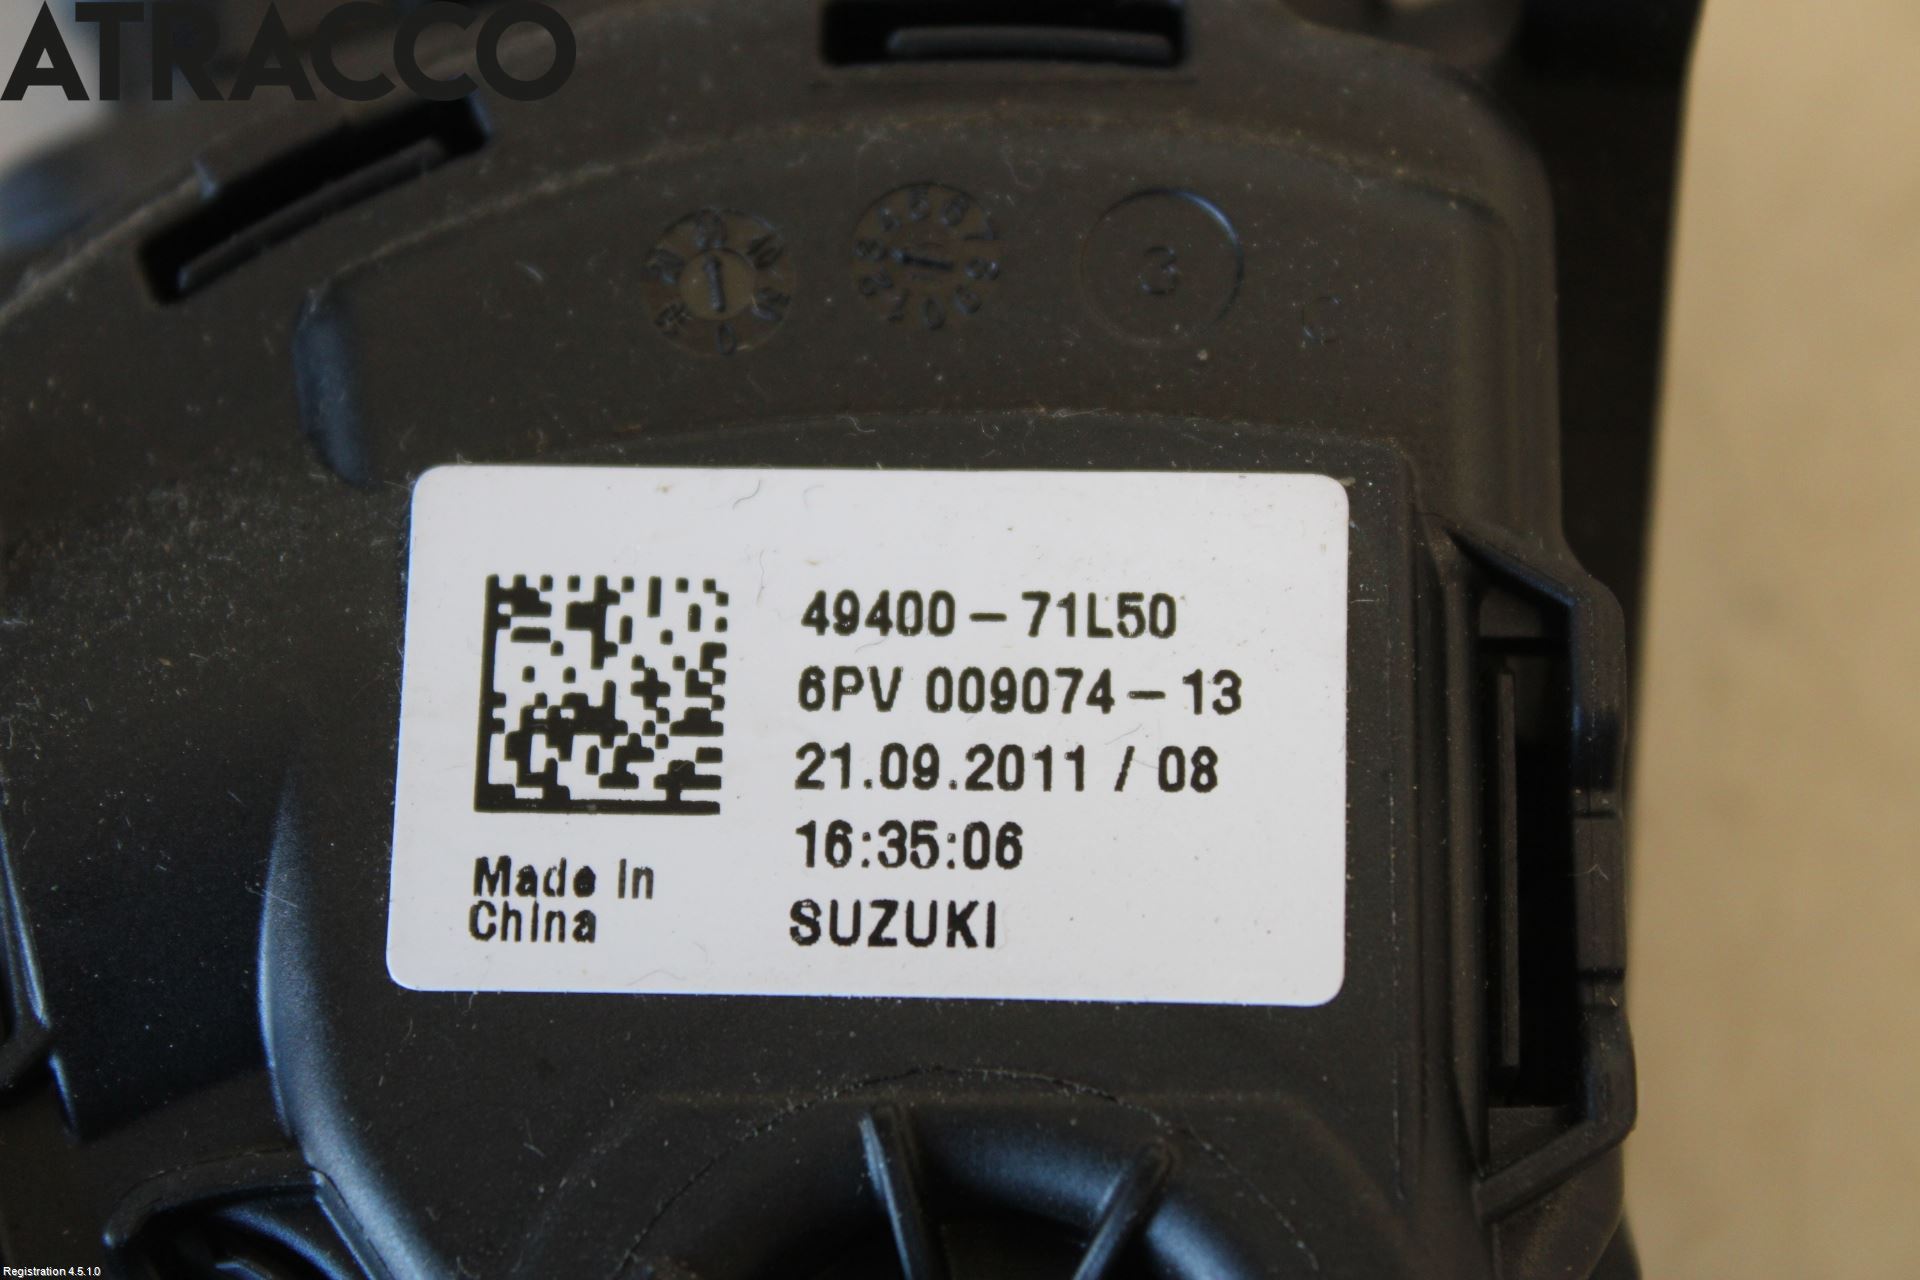 ATRACCO
3
49400-71L50
6PV 009074-13
21.09.2011 / 08
16:35:06
SUZUKI
Made in
China
Registration 4.5.1.0